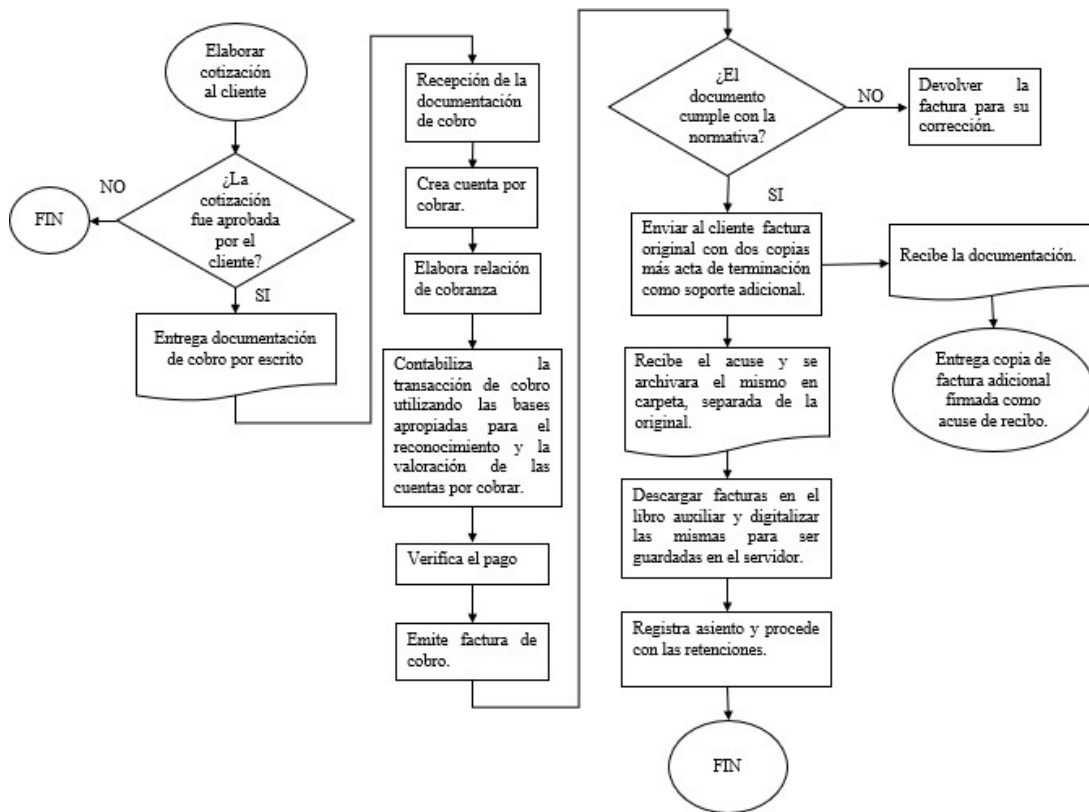 Elaborar
cotización
al cliente
¿La
cotización
fue aprobada
por el
cliente?
NO
FIN
SI
Entrega documentación
de cobro por escrito
Recepción de la
documentación
de cobro
Crea cuenta por
cobrar.
Elabora relación
de cobranza
Contabiliza la
transacción de cobro
utilizando las bases
apropiadas para el
reconocimiento y la
valoración de las
cuentas por cobrar.
Verifica el pago
Emite factura de
cobro.
¿El
documento
cumple con la
normativa?
NO
Devolver la
factura para su
corrección.
SI
Enviar al cliente factura
original con dos copias
más acta de terminación
como soporte adicional.
Recibe la documentación.
Entrega copia de
factura adicional
firmada como
acuse de recibo.
Recibe el acuse y se
archivara el mismo en
carpeta, separada de la
original.
Descargar facturas en el
libro auxiliar y digitalizar
las mismas para ser
guardadas en el servidor.
Registra asiento y procede
con las retenciones.
FIN